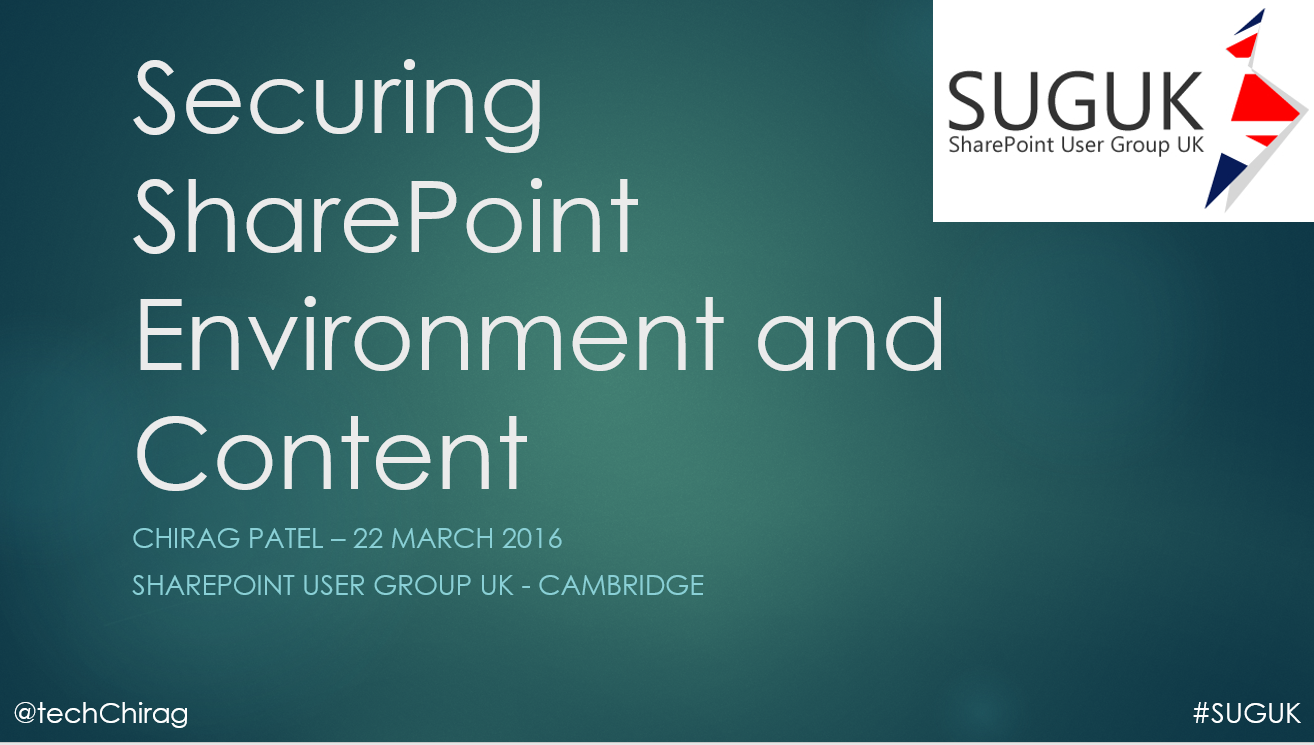 Securing
SharePoint
Environment and
Content
SUGUK
SharePoint User Group UK
CHIRAG PATEL – 22 MARCH 2016
SHAREPOINT USER GROUP UK - CAMBRIDGE
@techChirag
#SUGUK